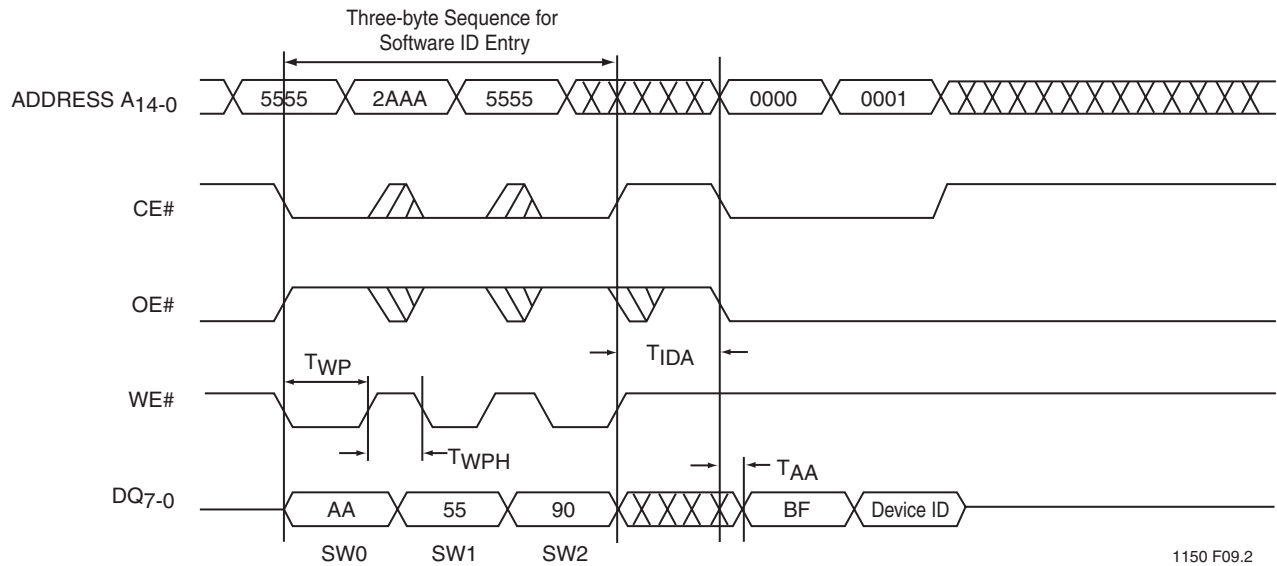 Three-byte Sequence for
Software ID Entry
ADDRESS A14-0
5555 2AAA 5555 0000 0001
CE#
OE#
TIDA
TWP
WE#
TWPH
TAA
DQ7-0
AA 55 90 BF Device ID
SW0 SW1 SW2
1150 F09.2